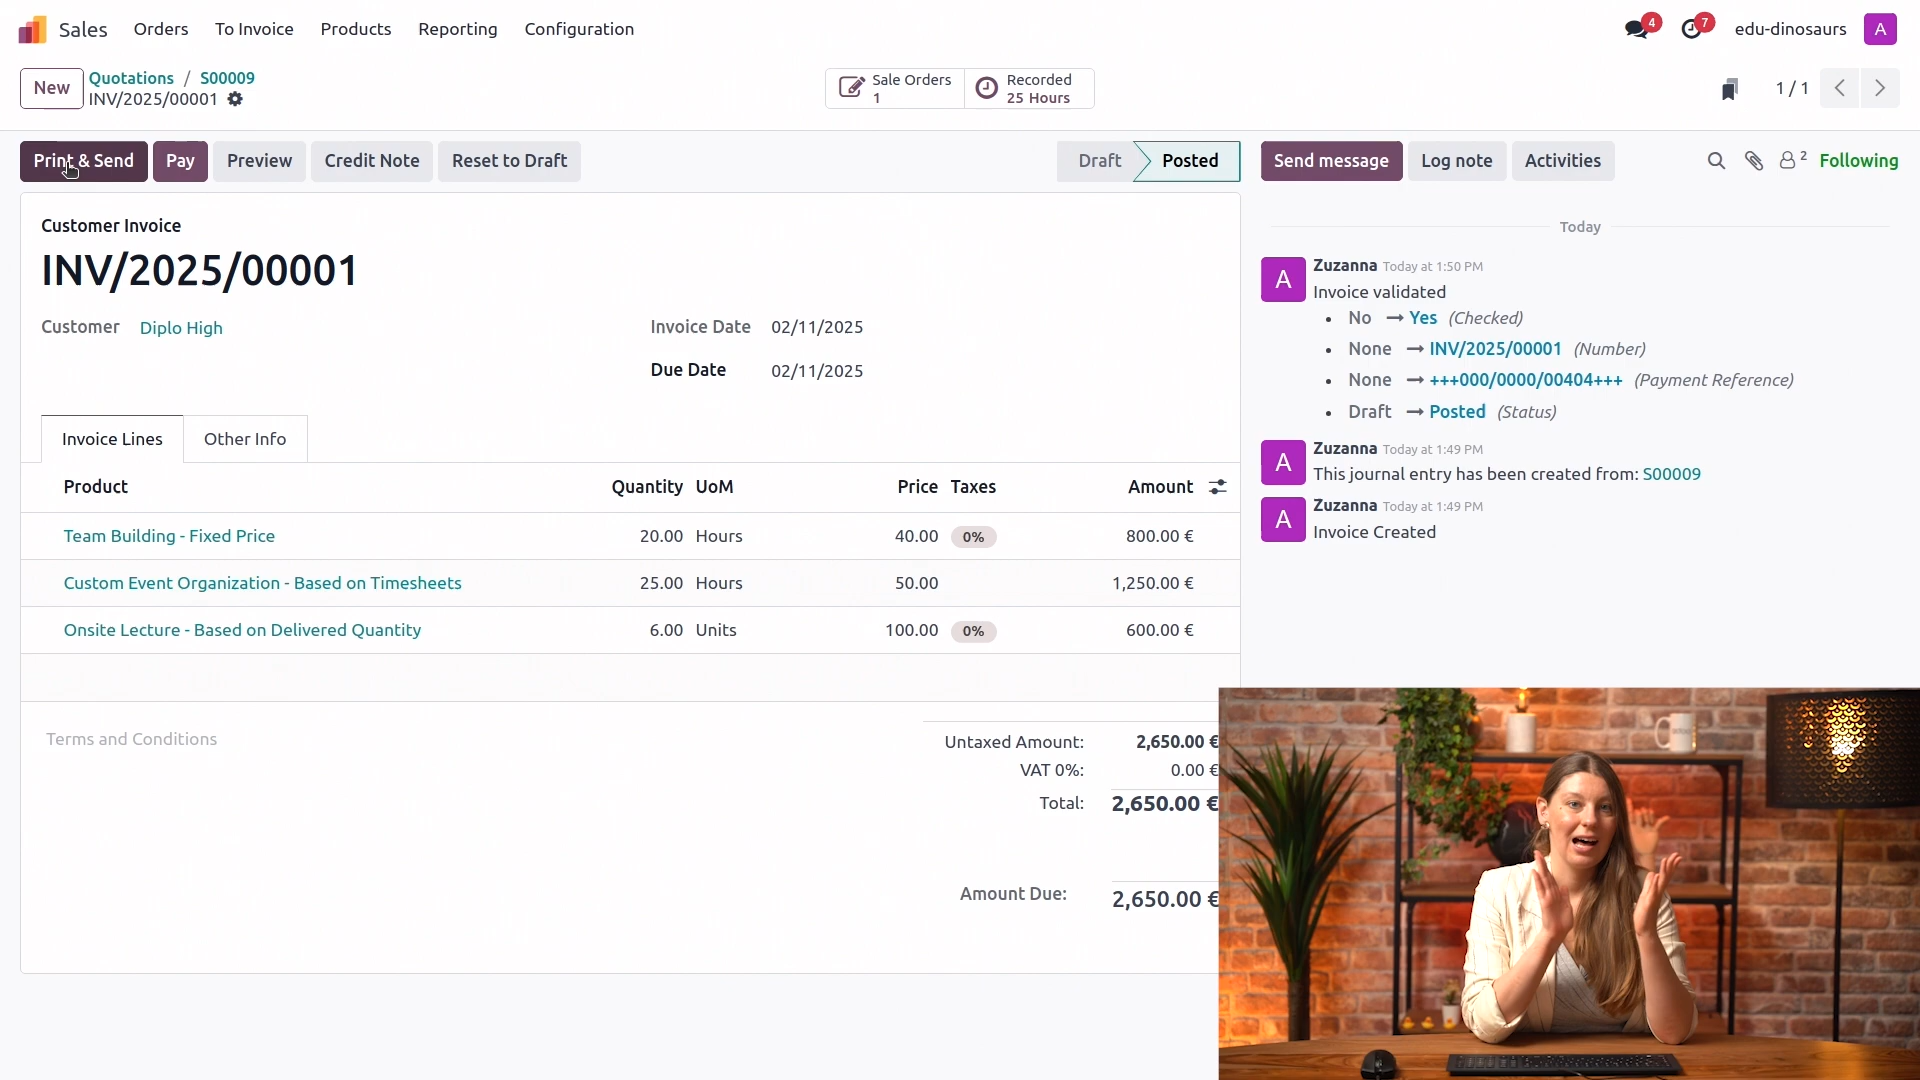 Sales Orders To Invoice Products Reporting Configuration 4 7 edu-dinosaurs A
New Quotations / S00009
INV/2025/00001
Sale Orders
1
Recorded
25 Hours
1 / 1
Print & Send Pay Preview Credit Note Reset to Draft Draft Posted
Send message Log note Activities 2 Following
Customer Invoice
INV/2025/00001
Customer Diplo High
Invoice Date 02/11/2025
Due Date 02/11/2025
Invoice Lines Other Info
Product Quantity UoM Price Taxes Amount
Team Building - Fixed Price 20.00 Hours 40.00 0% 800.00 €
Custom Event Organization - Based on Timesheets 25.00 Hours 50.00 1,250.00 €
Onsite Lecture - Based on Delivered Quantity 6.00 Units 100.00 0% 600.00 €
Terms and Conditions
Untaxed Amount: 2,650.00 €
VAT 0%: 0.00 €
Total: 2,650.00 €
Amount Due: 2,650.00 €
Today
A Zuzanna Today at 1:50 PM
Invoice validated
• No → Yes (Checked)
• None → INV/2025/00001 (Number)
• None → +++000/0000/00404+++ (Payment Reference)
• Draft → Posted (Status)
A Zuzanna Today at 1:49 PM
This journal entry has been created from: S00009
A Zuzanna Today at 1:49 PM
Invoice Created